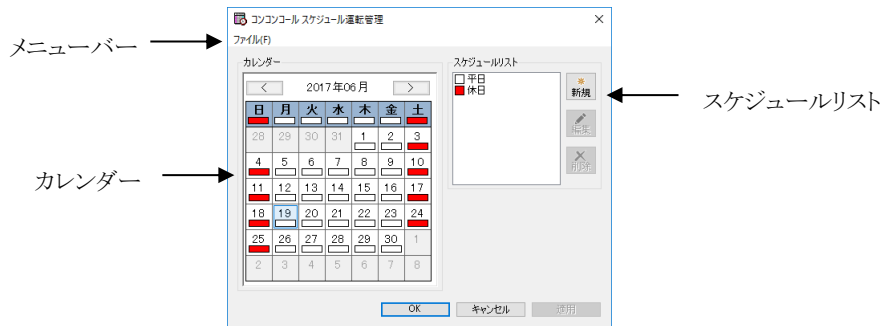 コンコンコール スケジュール運転管理
ファイル(F)
メニューバー
カレンダー
スケジュールリスト
< 2017年06月 >
日 月 火 水 木 金 土
28 29 30 31 1 2 3
4 5 6 7 8 9 10
11 12 13 14 15 16 17
18 19 20 21 22 23 24
25 26 27 28 29 30 1
2 3 4 5 6 7 8
平日
休日
新規
編集
削除
スケジュールリスト
カレンダー
OK キャンセル 適用